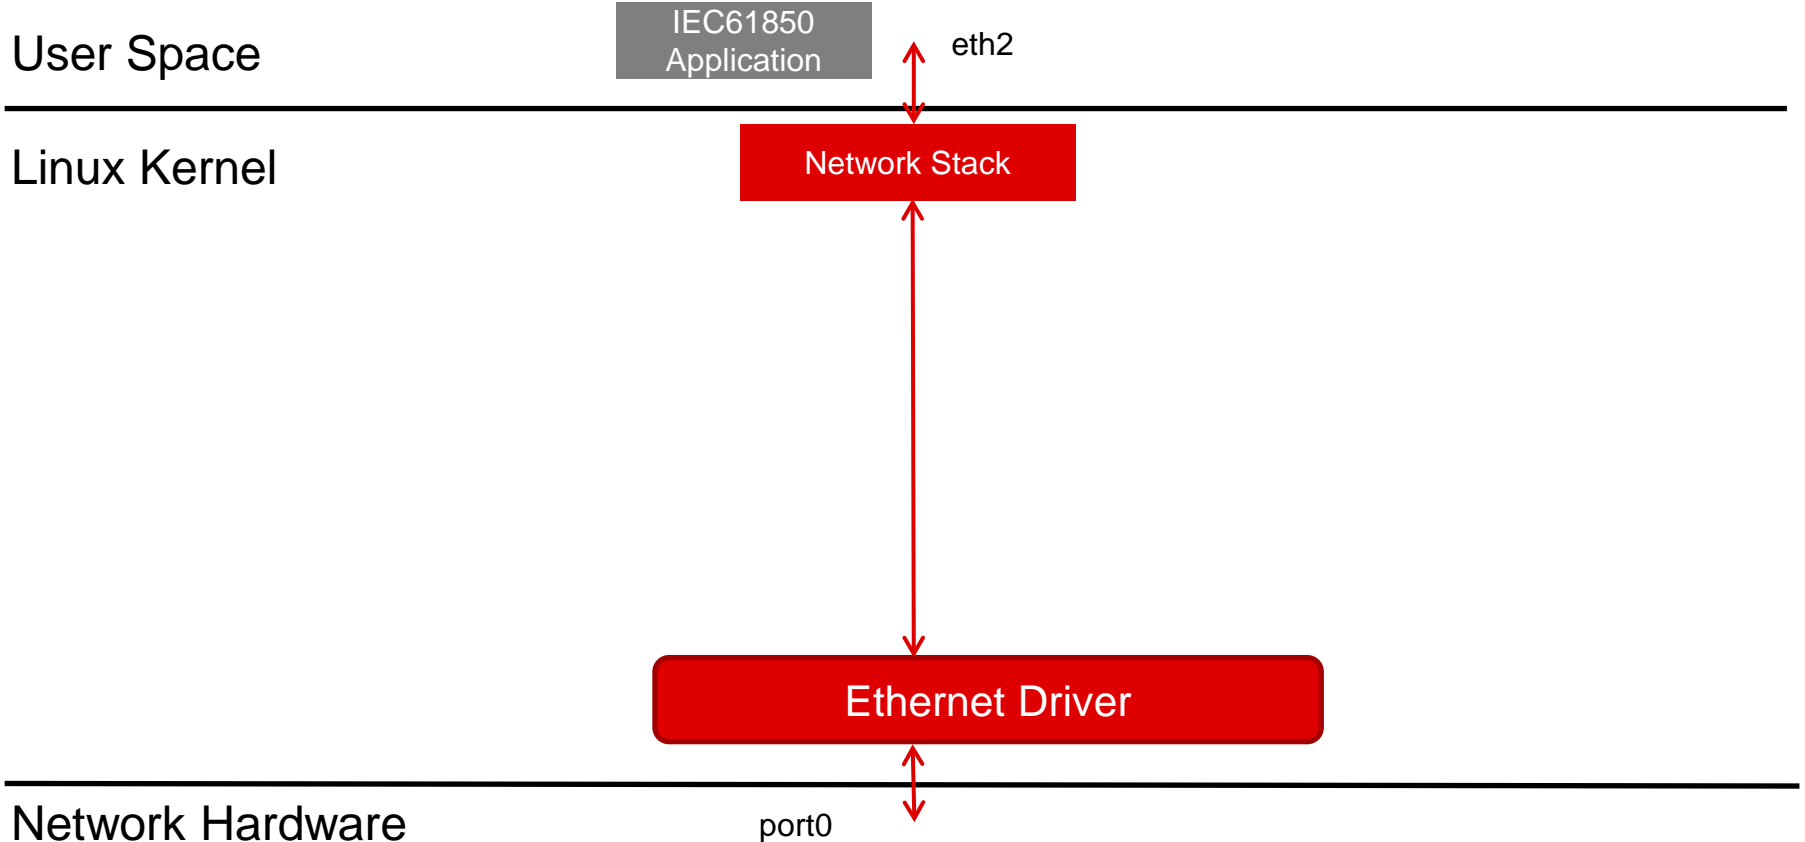 User Space
IEC61850
Application
eth2
Linux Kernel
Network Stack
Ethernet Driver
Network Hardware
port0